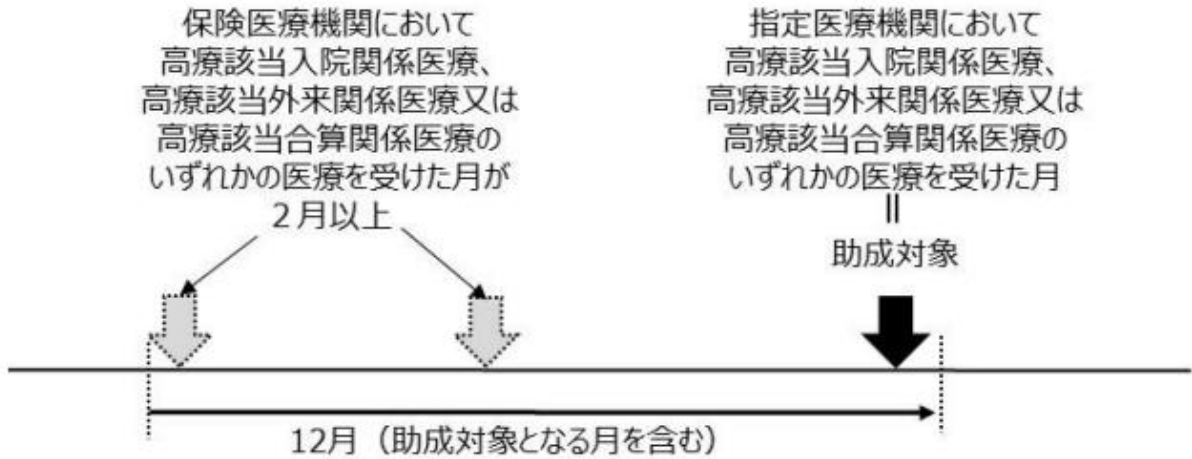 保険医療機関において
高療該当入院関係医療、
高療該当外来関係医療又は
高療該当合算関係医療の
いずれかの医療を受けた月が
２月以上
指定医療機関において
高療該当入院関係医療、
高療該当外来関係医療又は
高療該当合算関係医療の
いずれかの医療を受けた月
＝
助成対象
12月（助成対象となる月を含む）